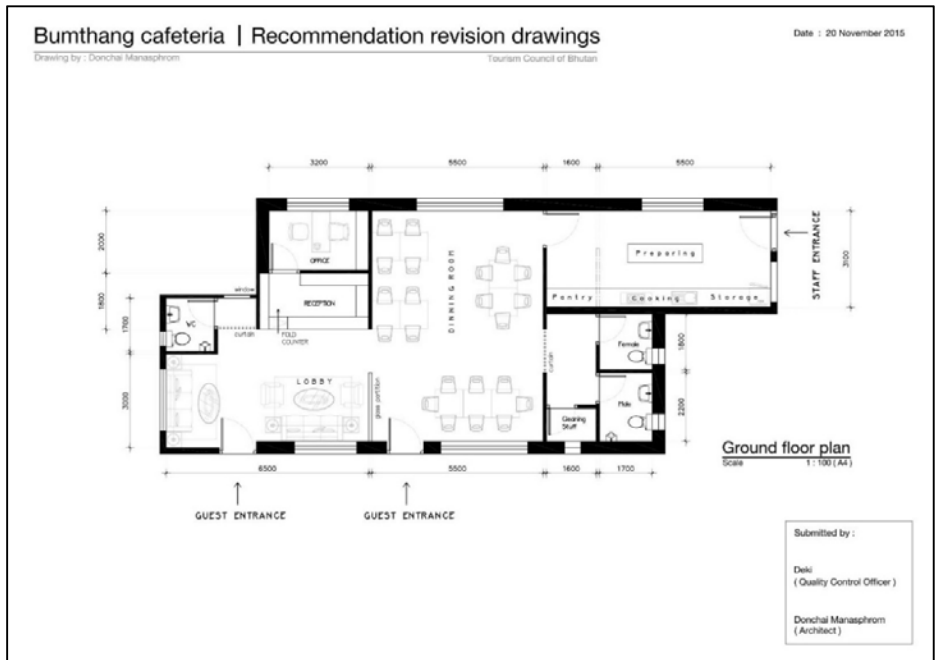 Bumthang cafeteria | Recommendation revision drawings
Date : 20 November 2015
Drawing by : Donchai Manasphrom
Tourism Council of Bhutan
3200
5500
1600
5500
2000
1800
1700
3000
OFFICE
window
RECEPTION
WC
curtain
FOLD
COUNTER
LOBBY
glass partition
DINNING ROOM
Preparing
Pantry
Cooking
Storage
STAFF ENTRANCE
3100
curtain
Female
Male
Cleaning
Stuff
1800
2200
6500
5500
1600
1700
GUEST ENTRANCE
GUEST ENTRANCE
Ground floor plan
Scale
1 : 100 ( A4 )
Submitted by :
Deki
( Quality Control Officer )
Donchai Manasphrom
( Architect )